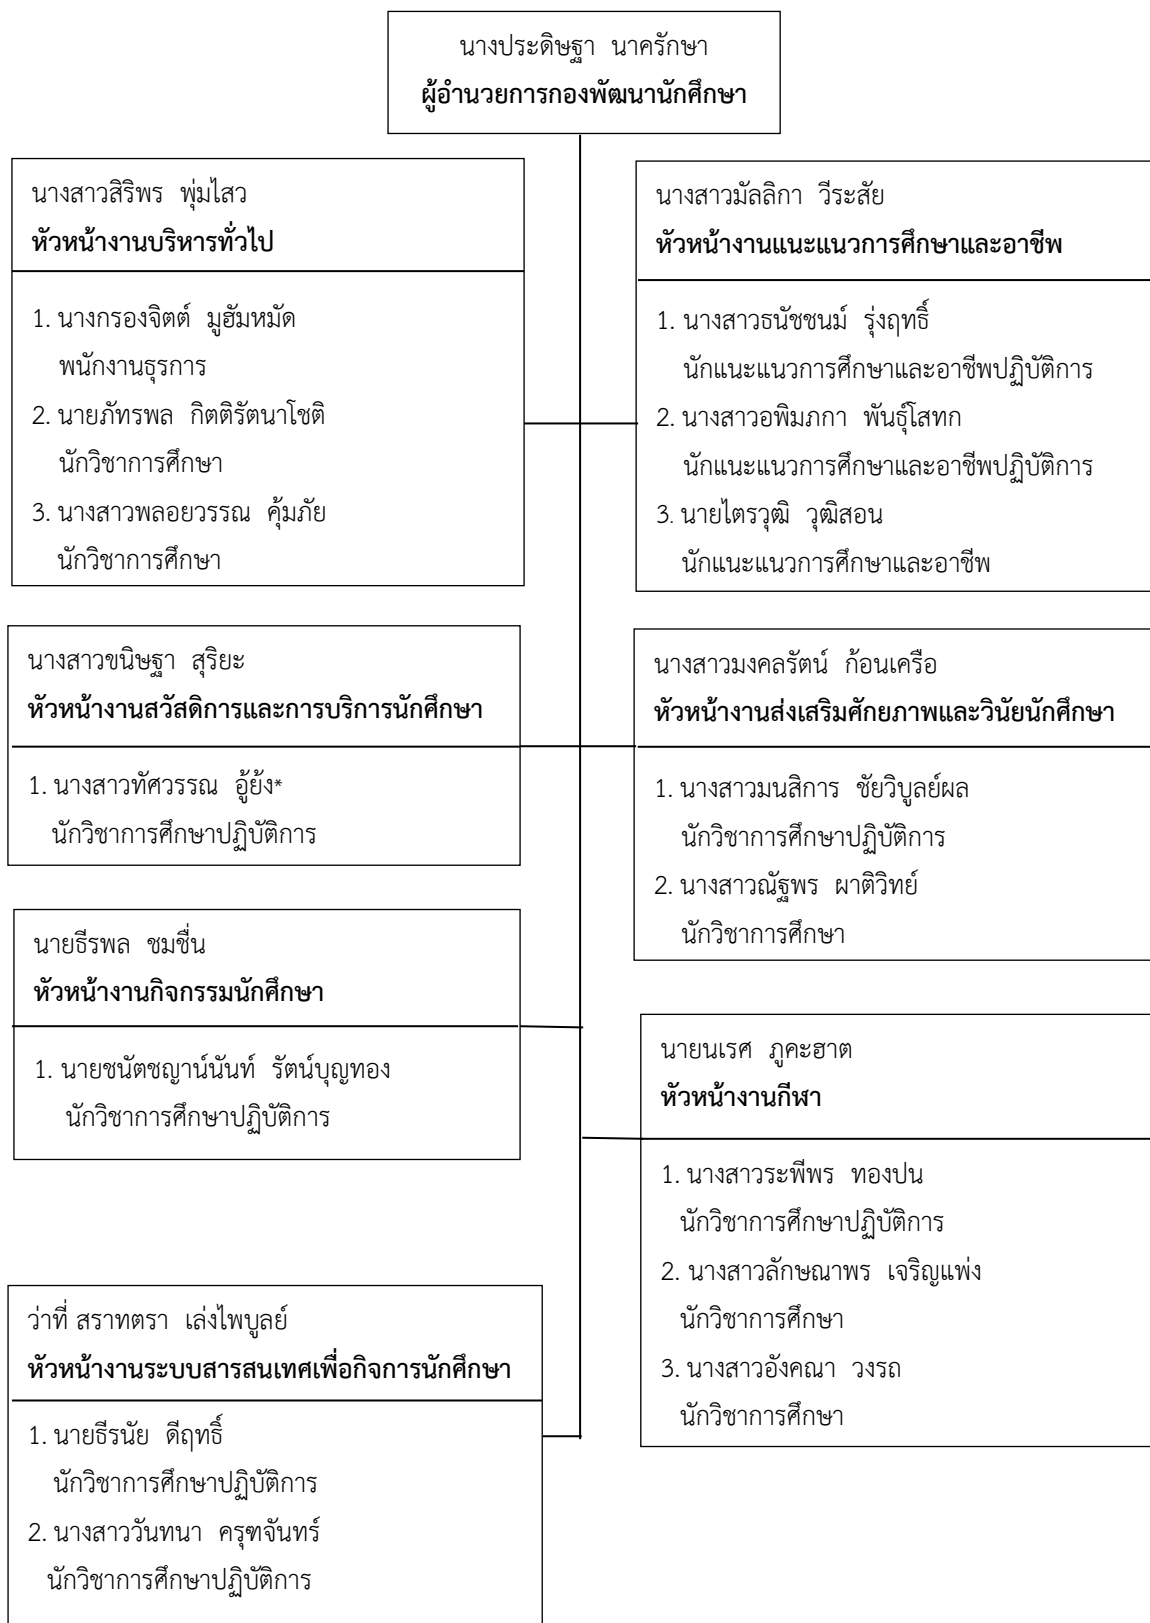 นางประดิษฐา นาครักษา
ผู้อำนวยการกองพัฒนานักศึกษา
นางสาวสิริพร พุ่มไสว
หัวหน้างานบริหารทั่วไป
1. นางกรองจิตต์ มูฮัมหมัด
พนักงานธุรการ
2. นายภัทรพล กิตติรัตนาโชติ
นักวิชาการศึกษา
3. นางสาวพลอยวรรณ คุ้มภัย
นักวิชาการศึกษา
นางสาวมัลลิกา วีระสัย
หัวหน้างานแนะแนวการศึกษาและอาชีพ
1. นางสาวธนัชชนม์ รุ่งฤทธิ์
นักแนะแนวการศึกษาและอาชีพปฏิบัติการ
2. นางสาวอพิมภกา พันธุ์โสทก
นักแนะแนวการศึกษาและอาชีพปฏิบัติการ
3. นายไตรวุฒิ วุฒิสอน
นักแนะแนวการศึกษาและอาชีพ
นางสาวขนิษฐา สุริยะ
หัวหน้างานสวัสดิการและการบริการนักศึกษา
1. นางสาวทัศวรรณ อู้ย้ง*
นักวิชาการศึกษาปฏิบัติการ
นางสาวมงคลรัตน์ ก้อนเครือ
หัวหน้างานส่งเสริมศักยภาพและวินัยนักศึกษา
1. นางสาวมนสิการ ชัยวิบูลย์ผล
นักวิชาการศึกษาปฏิบัติการ
2. นางสาวณัฐพร ผาติวิทย์
นักวิชาการศึกษา
นายธีรพล ชมชื่น
หัวหน้างานกิจกรรมนักศึกษา
1. นายชนัตชญาน์นันท์ รัตน์บุญทอง
นักวิชาการศึกษาปฏิบัติการ
นายนเรศ ภูคะฮาต
หัวหน้างานกีฬา
1. นางสาวระพีพร ทองปน
นักวิชาการศึกษาปฏิบัติการ
2. นางสาวลักษณาพร เจริญแพ่ง
นักวิชาการศึกษา
3. นางสาวอังคณา วงรถ
นักวิชาการศึกษา
ว่าที่ สราทตรา เล่งไพบูลย์
หัวหน้างานระบบสารสนเทศเพื่อกิจการนักศึกษา
1. นายธีรนัย ดีฤทธิ์
นักวิชาการศึกษาปฏิบัติการ
2. นางสาววันทนา ครุฑจันทร์
นักวิชาการศึกษาปฏิบัติการ